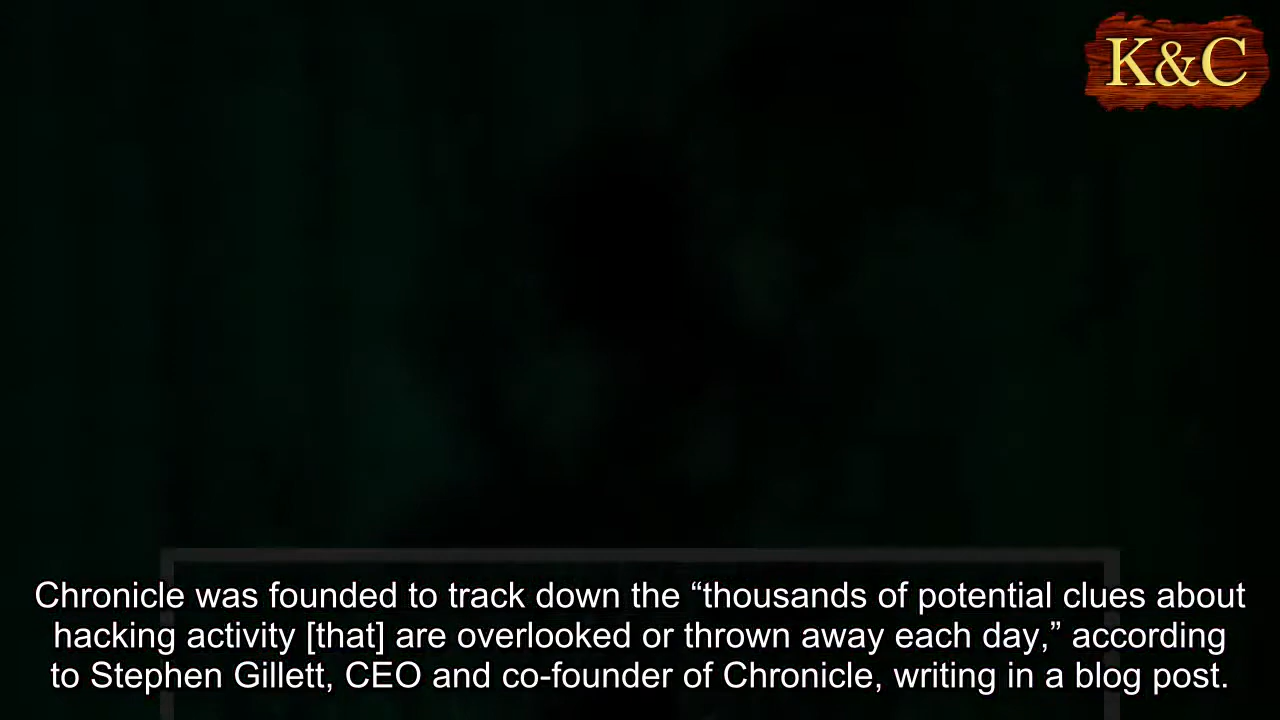 K&C
Chronicle was founded to track down the “thousands of potential clues about
hacking activity [that] are overlooked or thrown away each day,” according
to Stephen Gillett, CEO and co-founder of Chronicle, writing in a blog post.